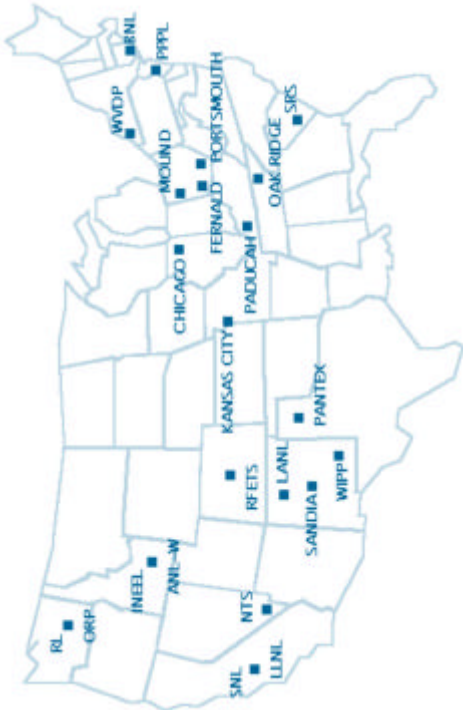 RL
ORP
INEEL
ANL-W
SNL
LLNL
NTS
RFETS
LANL
SANDIA
WIPP
PANTEX
KANSAS CITY
CHICAGO
PADUCAH
MOUND
FERNALD
PORTSMOUTH
OAK RIDGE
SRS
WVDP
BNL
PPPL